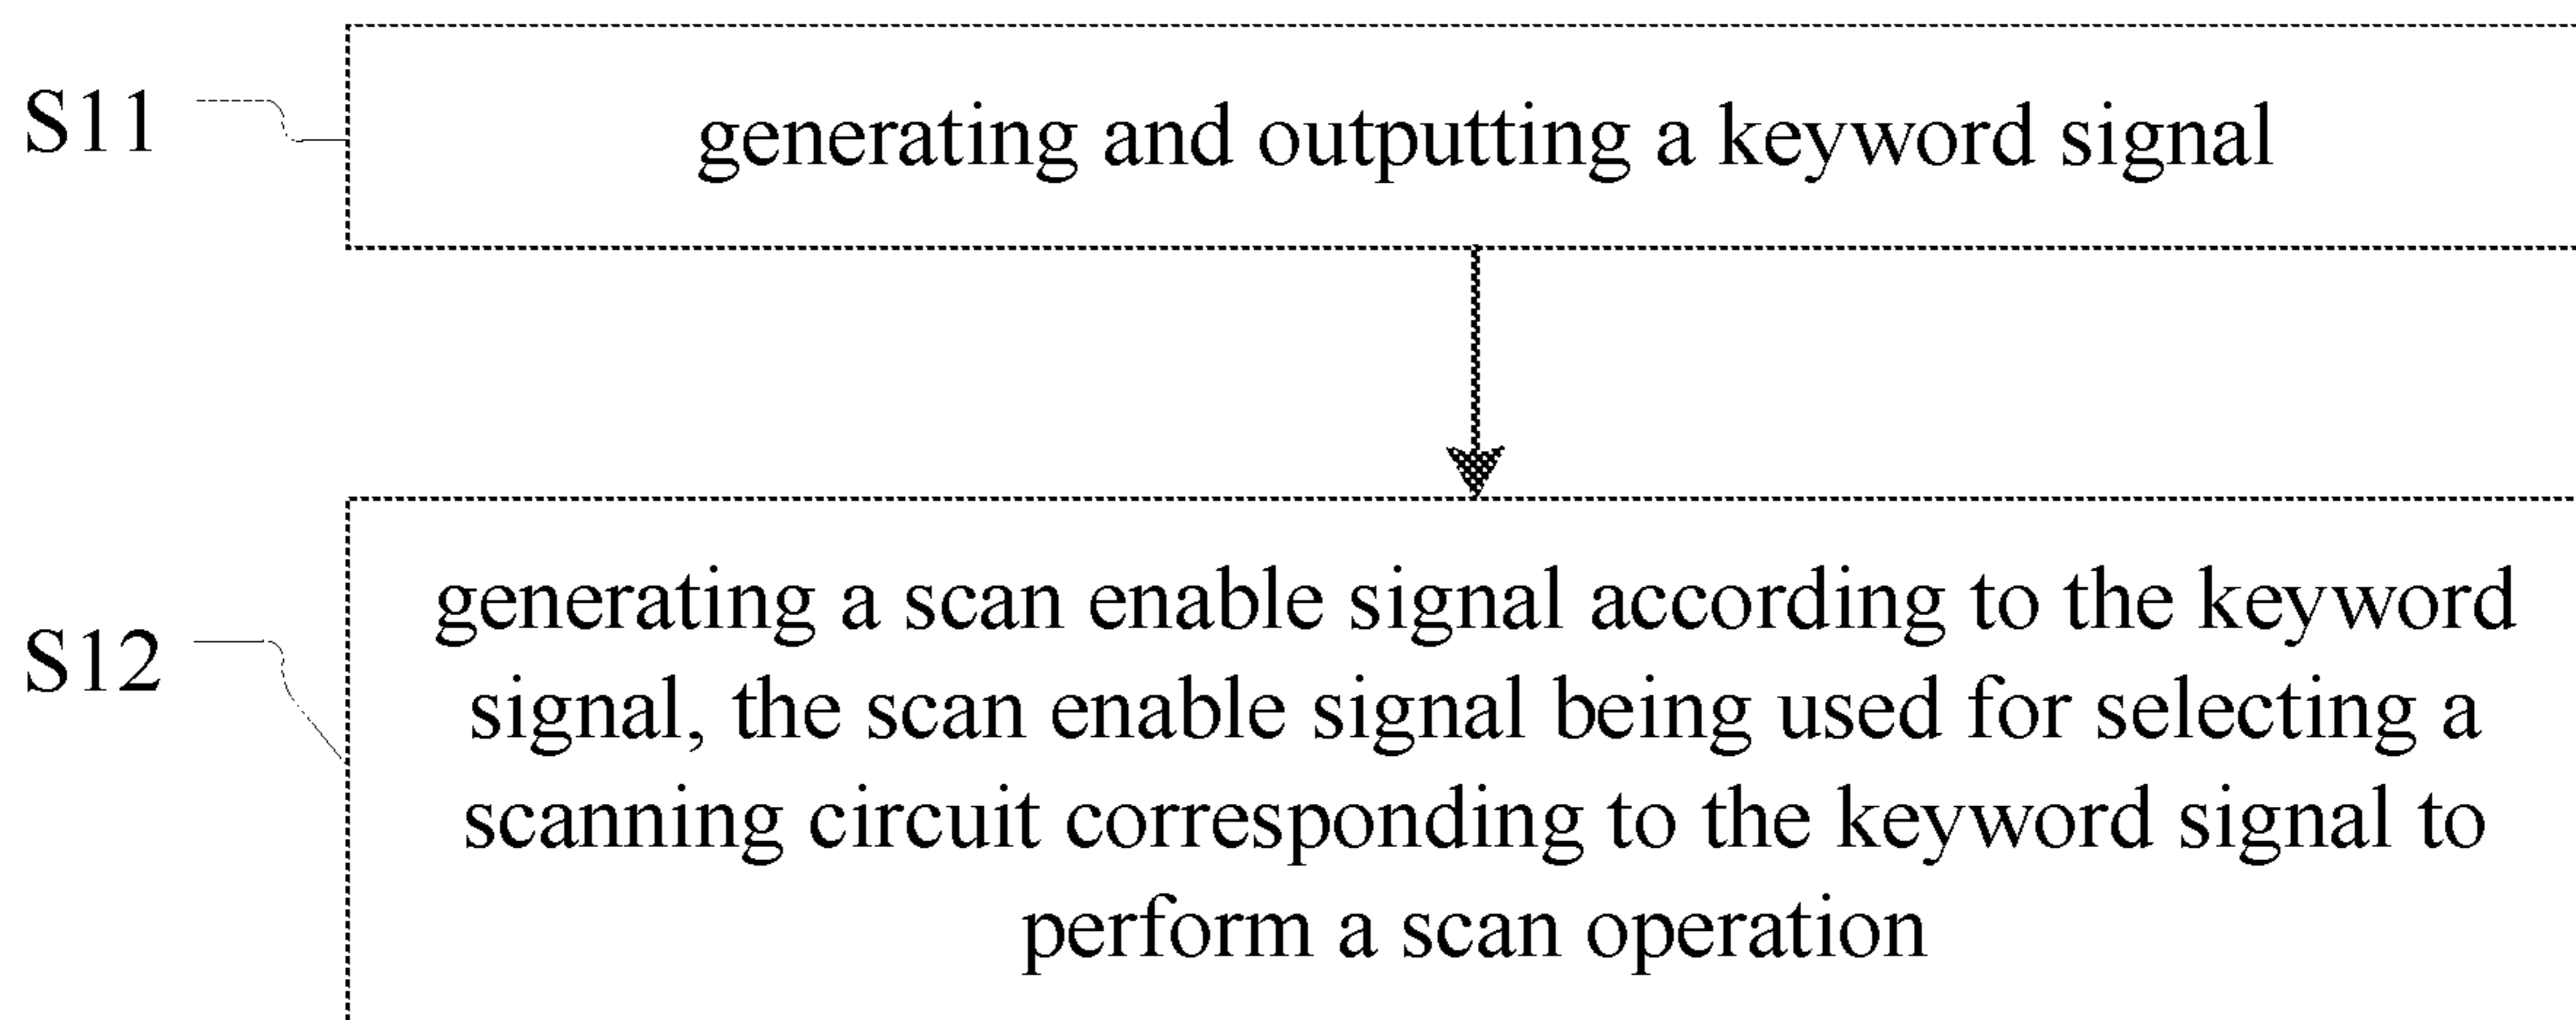 S11
generating and outputting a keyword signal
S12
generating a scan enable signal according to the keyword
signal, the scan enable signal being used for selecting a
scanning circuit corresponding to the keyword signal to
perform a scan operation